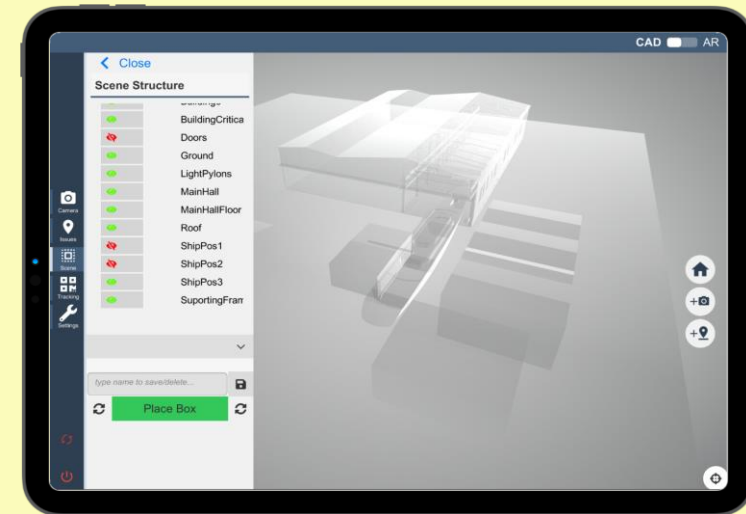 CAD AR
Close
Scene Structure
BuildingCritica
Doors
Ground
LightPylons
MainHall
MainHallFloor
Roof
ShipPos1
ShipPos2
ShipPos3
SuportingFram
type name to save/delete...
Place Box
Camera
Issues
Scene
Tracking
Settings